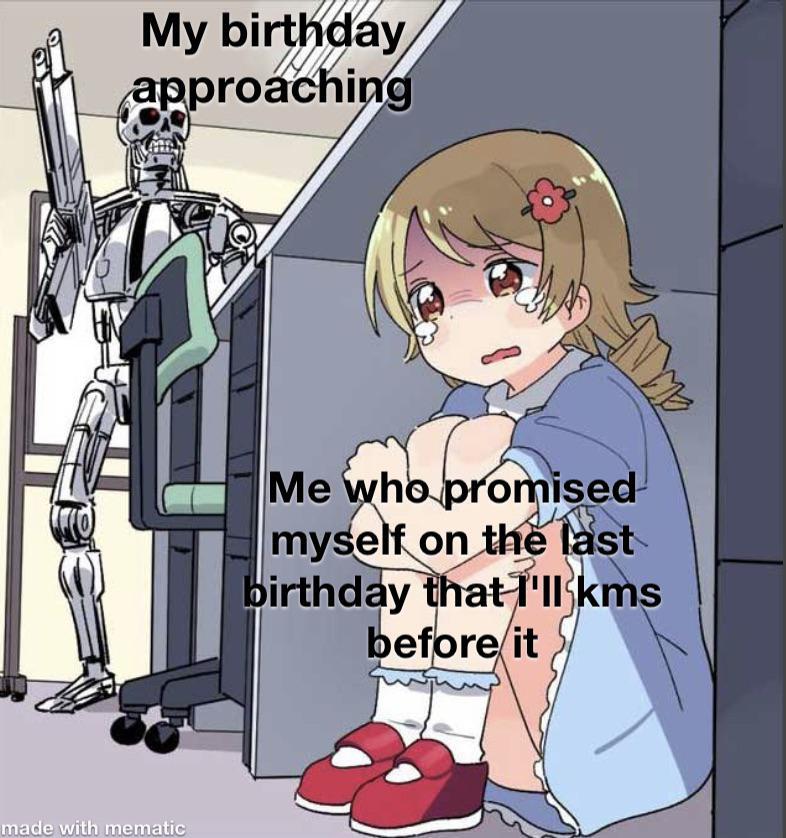 My birthday
approaching
Me who promised
myself on the last
birthday that I'll kms
before it
made with mematic